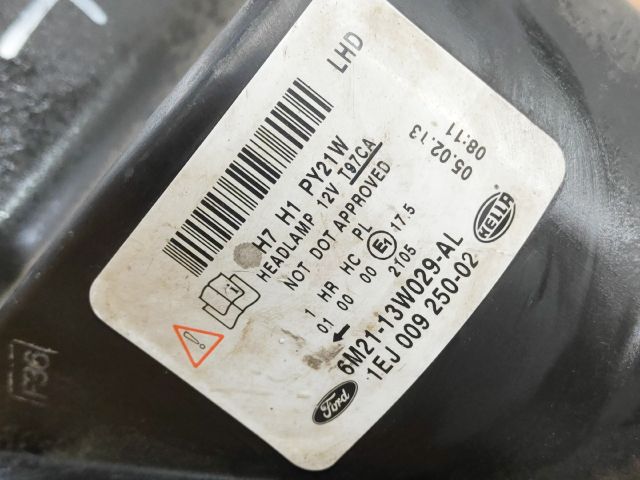 LHD
H7 H1 PY21W
HEADLAMP 12V T97CA
NOT DOT APPROVED
1 HR HC PL
01 00 00 E1 17.5
2105
05.02.13
08:11
HELLA
6M21-13W029-AL
1EJ 009 250-02
Ford
i
!